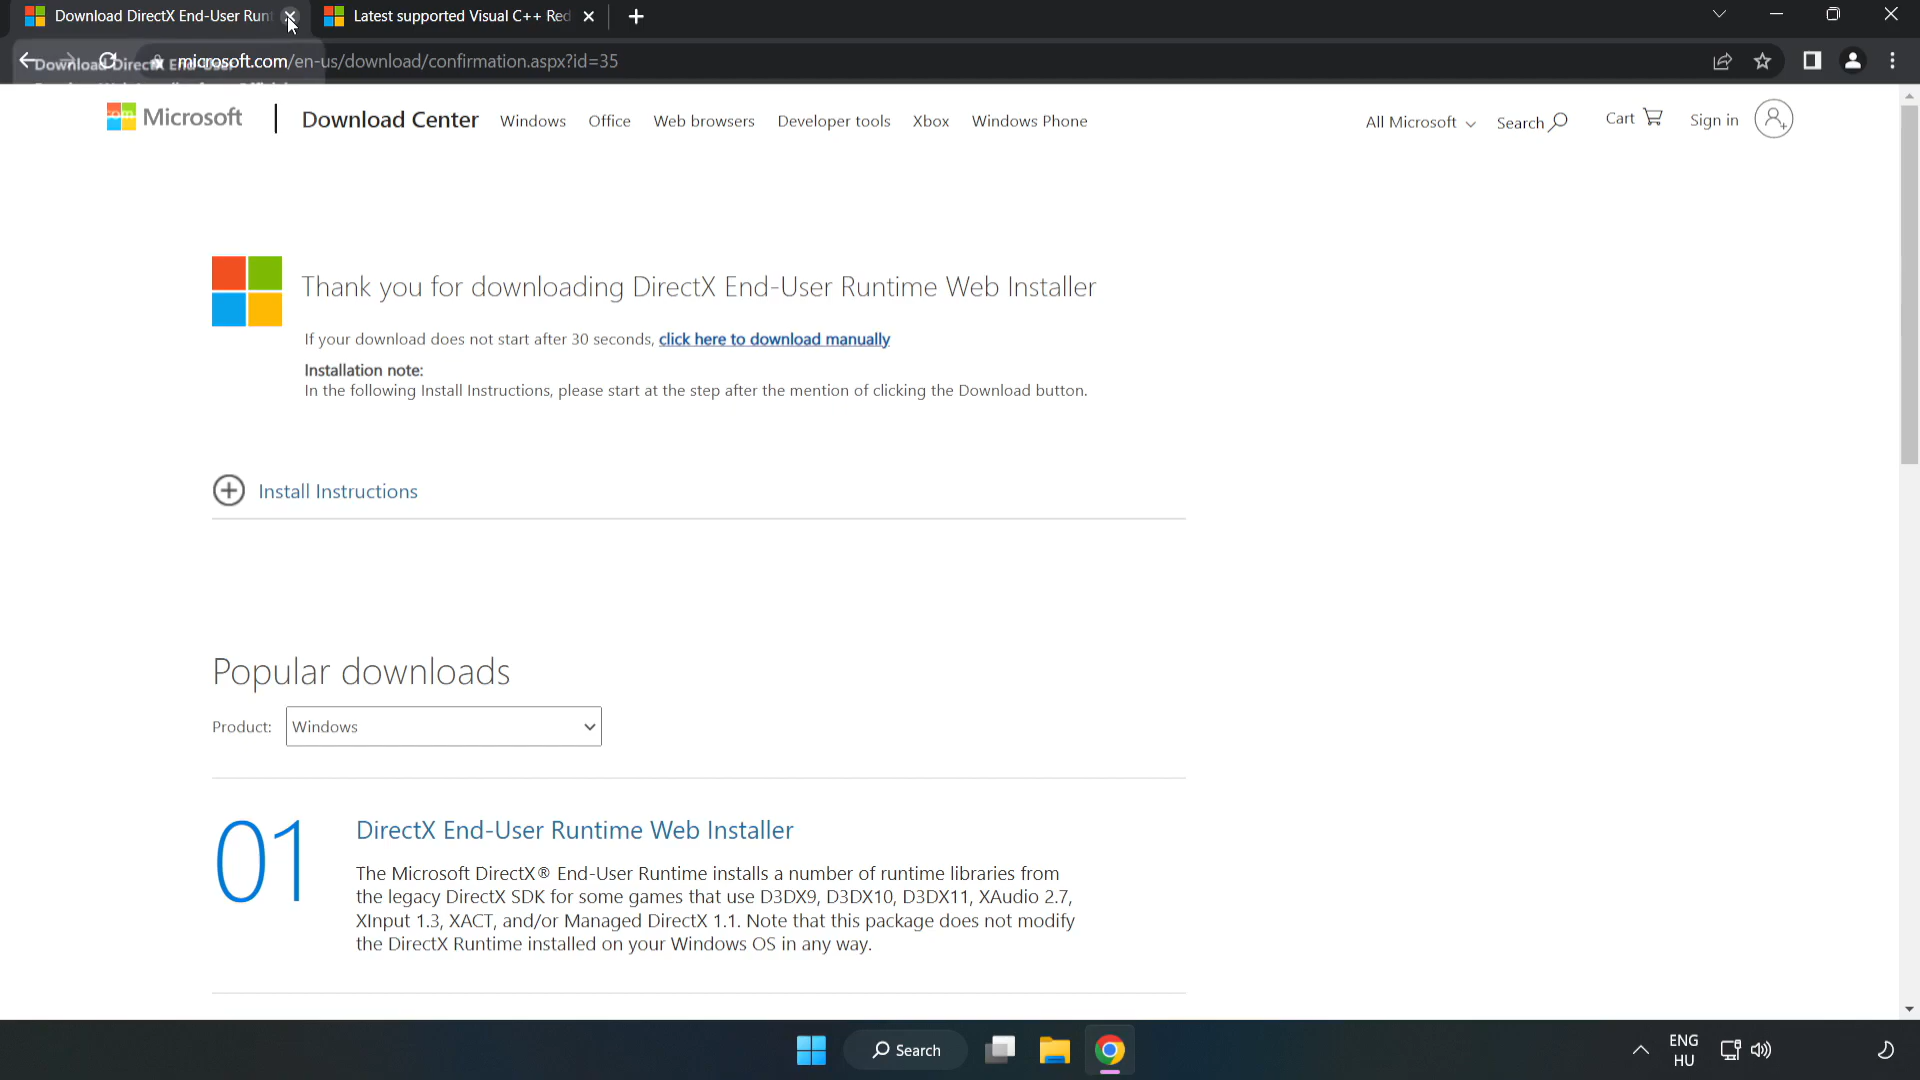 Download DirectX End-User Runt
Latest supported Visual C++ Red
microsoft.com/en-us/download/confirmation.aspx?id=35
Download DirectX End-User
Microsoft
Download Center
Windows
Office
Web browsers
Developer tools
Xbox
Windows Phone
All Microsoft
Search
Cart
Sign in
Thank you for downloading DirectX End-User Runtime Web Installer
If your download does not start after 30 seconds, click here to download manually
Installation note:
In the following Install Instructions, please start at the step after the mention of clicking the Download button.
Install Instructions
Popular downloads
Product: Windows
01
DirectX End-User Runtime Web Installer
The Microsoft DirectX® End-User Runtime installs a number of runtime libraries from
the legacy DirectX SDK for some games that use D3DX9, D3DX10, D3DX11, XAudio 2.7,
XInput 1.3, XACT, and/or Managed DirectX 1.1. Note that this package does not modify
the DirectX Runtime installed on your Windows OS in any way.
Search
ENG
HU